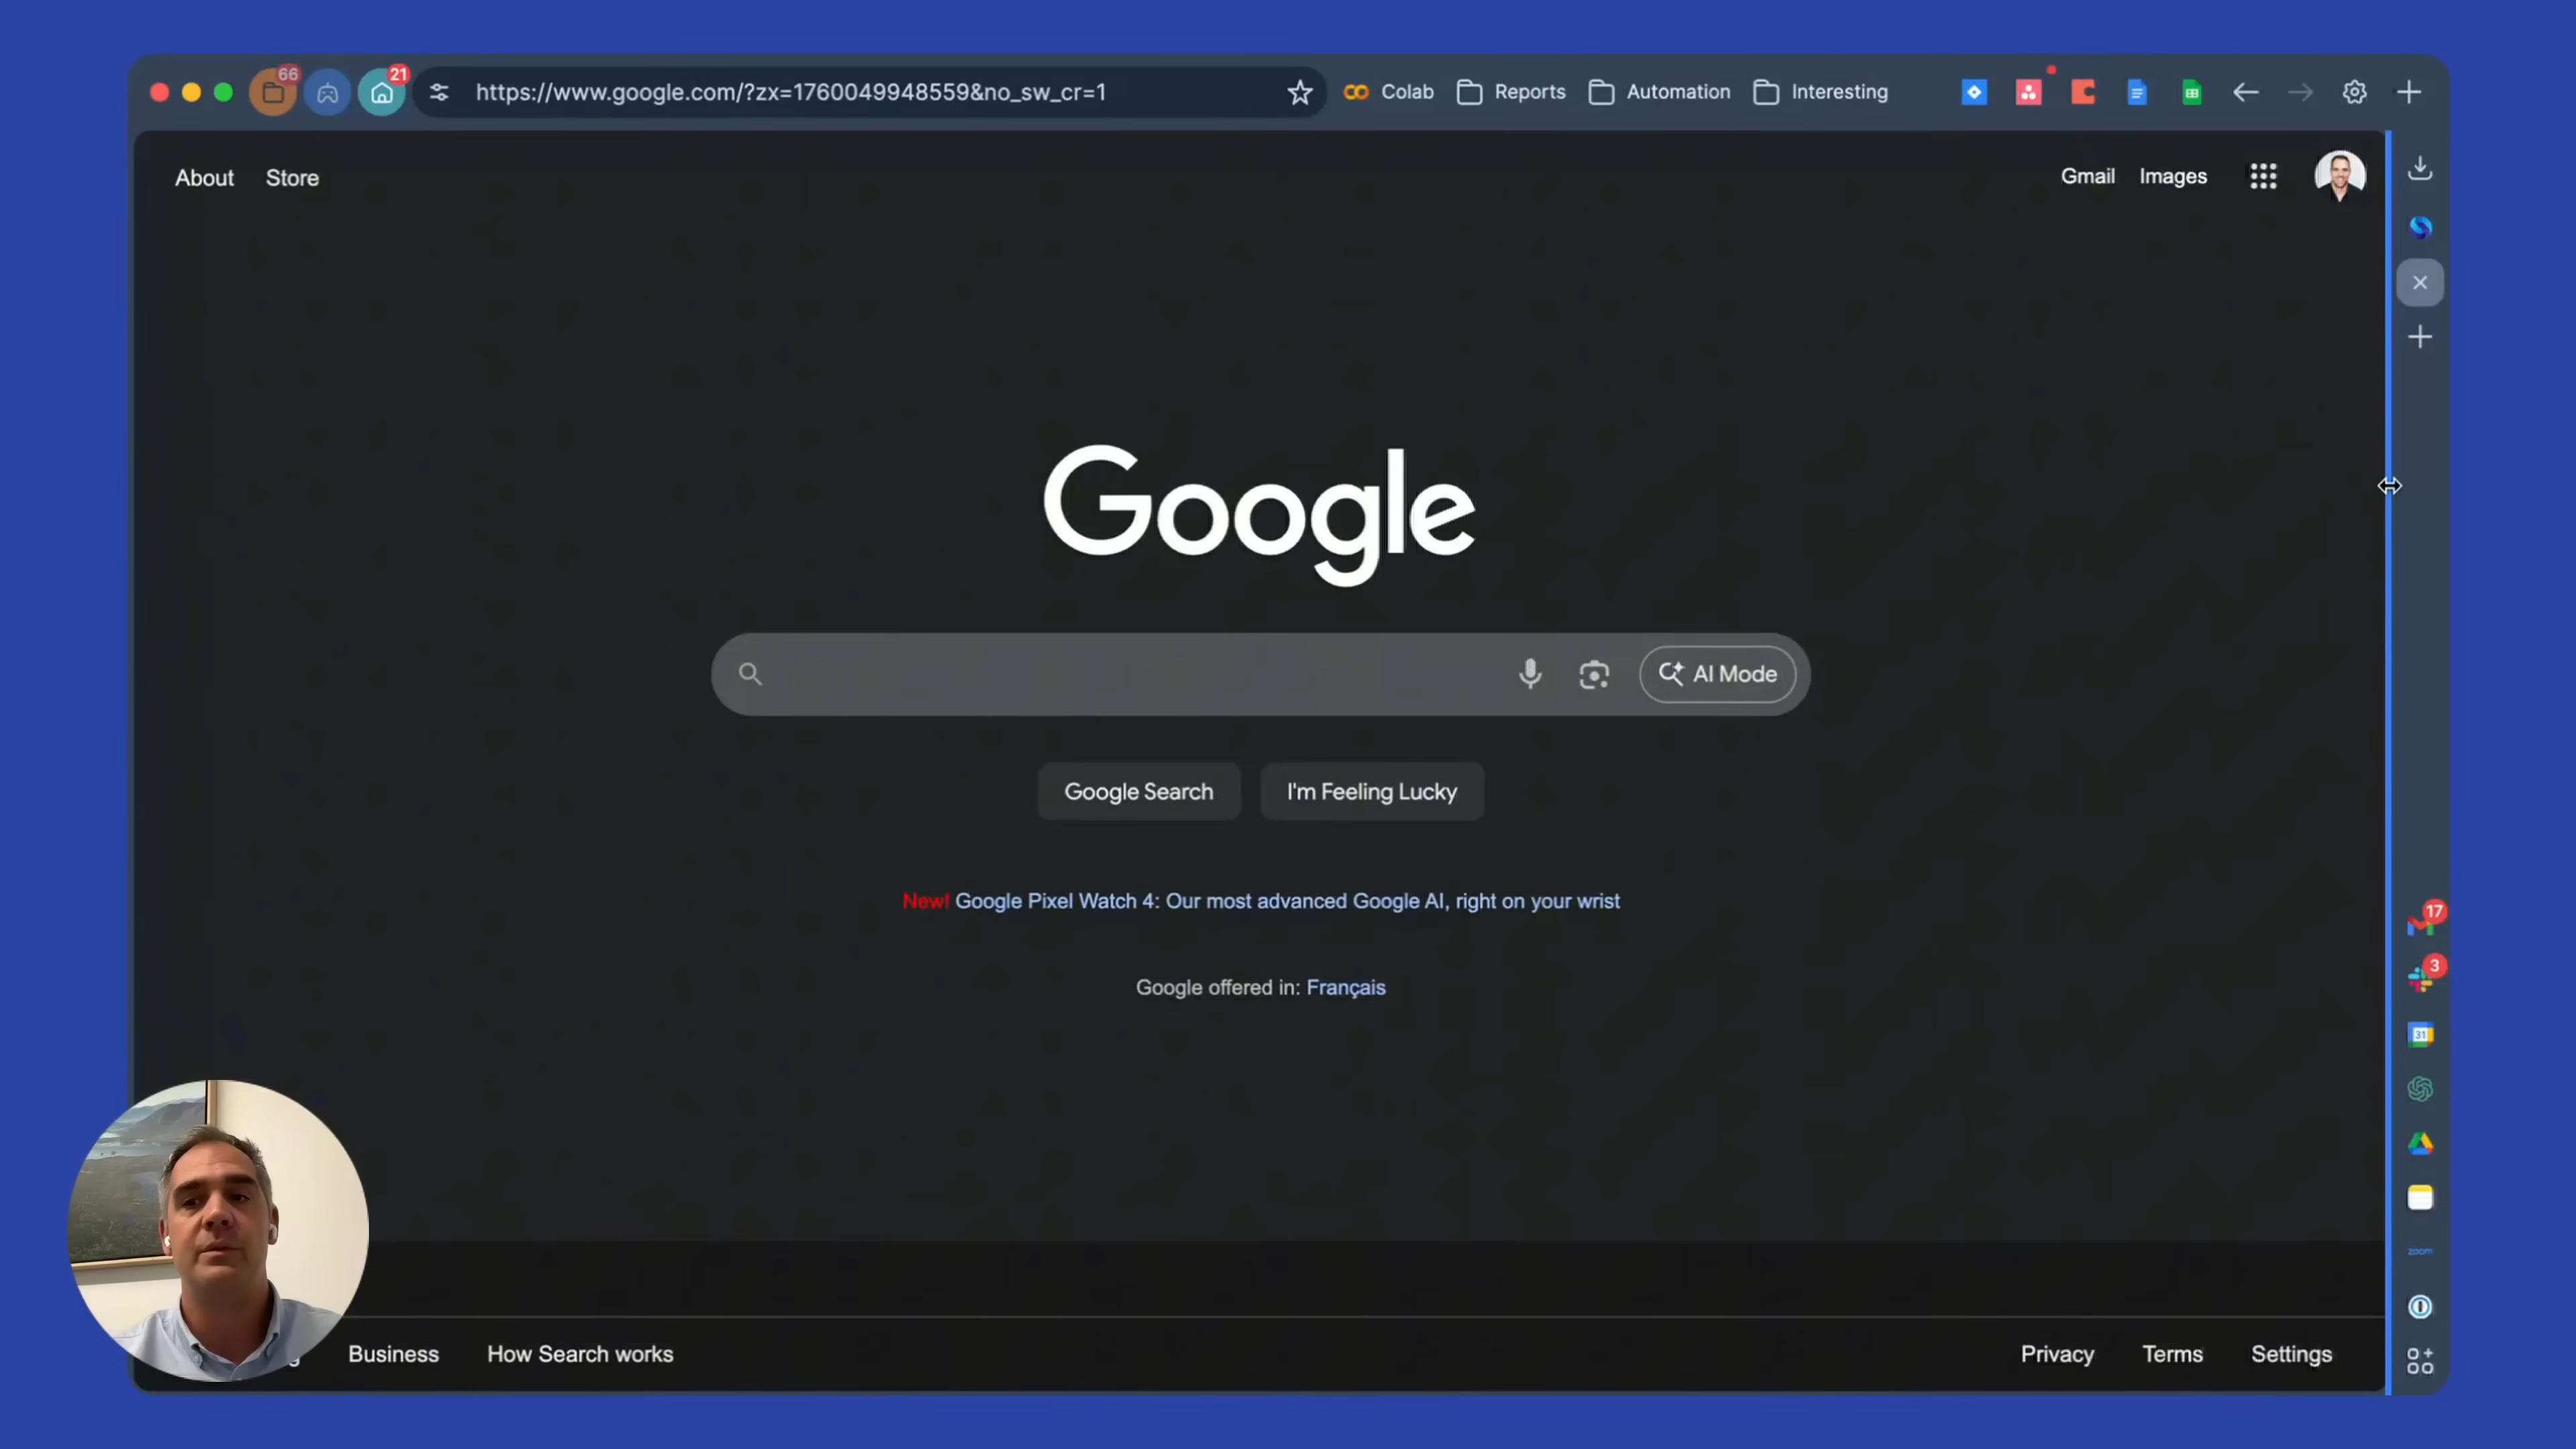 66
21
https://www.google.com/?zx=1760049948559&no_sw_cr=1
Colab
Reports
Automation
Interesting
About
Store
Gmail
Images
Google
AI Mode
Google Search
I'm Feeling Lucky
New! Google Pixel Watch 4: Our most advanced Google AI, right on your wrist
Google offered in: Français
17
3
31
zoom
Business
How Search works
Privacy
Terms
Settings